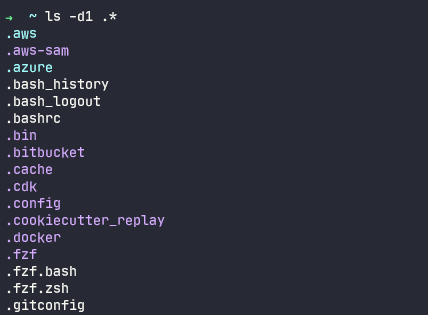 → ~ ls -d1 .*
.aws
.aws-sam
.azure
.bash_history
.bash_logout
.bashrc
.bin
.bitbucket
.cache
.cdk
.config
.cookiecutter_replay
.docker
.fzf
.fzf.bash
.fzf.zsh
.gitconfig